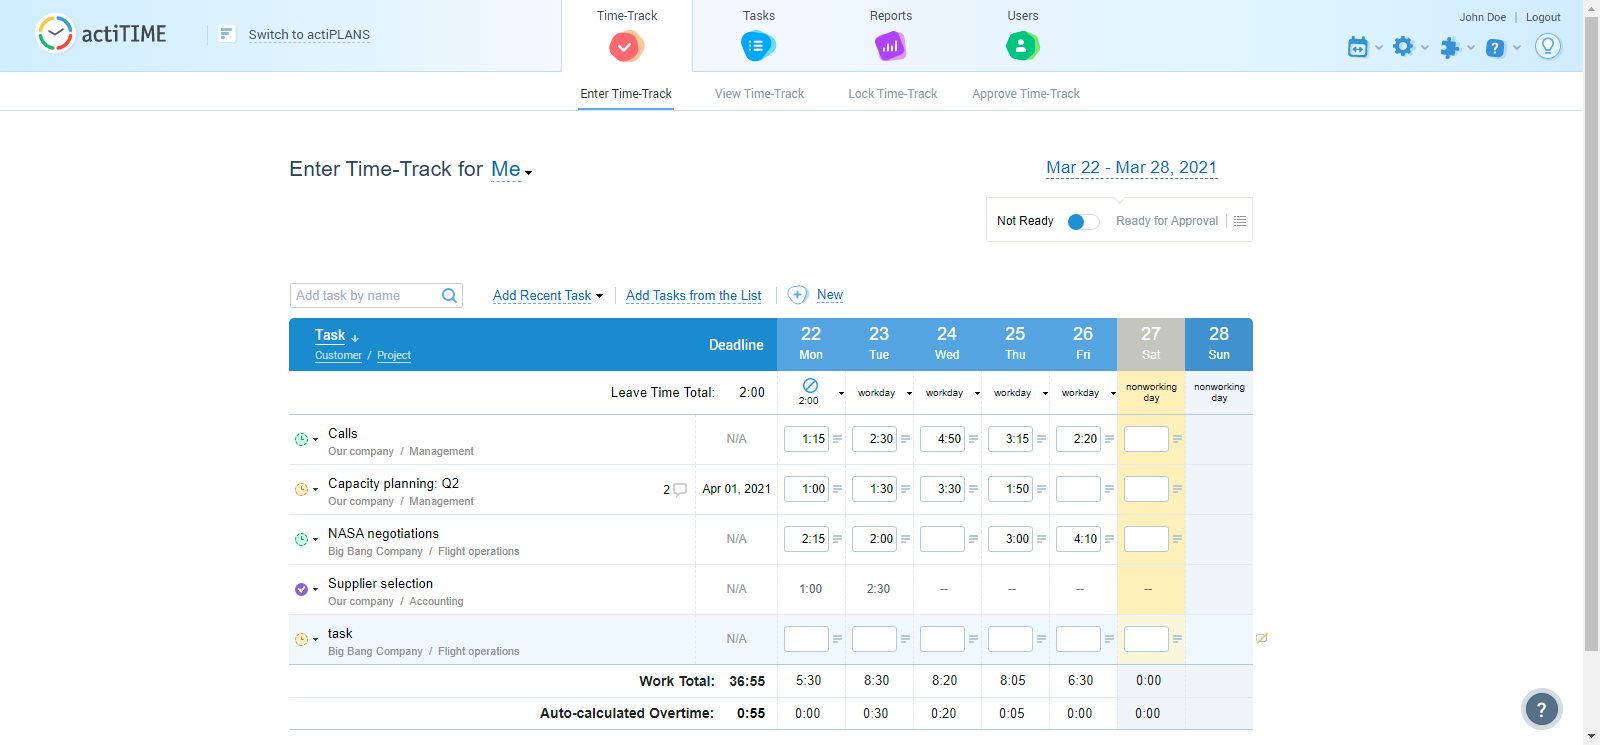 actiTIME
Switch to actiPLANS
Time-Track
Tasks
Reports
Users
John Doe | Logout
Enter Time-Track
View Time-Track
Lock Time-Track
Approve Time-Track
Enter Time-Track for Me
Mar 22 - Mar 28, 2021
Not Ready
Ready for Approval
Add task by name
Add Recent Task
Add Tasks from the List
New
Task
Customer / Project
Deadline
22 23 24 25 26 27 28
Mon Tue Wed Thu Fri Sat Sun
Leave Time Total: 2:00 2:00 workday workday workday workday nonworking day nonworking day
Calls
Our company / Management
N/A 1:15 2:30 4:50 3:15 2:20
Capacity planning: Q2
Our company / Management
2 Apr 01, 2021 1:00 1:30 3:30 1:50
NASA negotiations
Big Bang Company / Flight operations
N/A 2:15 2:00 3:00 4:10
Supplier selection
Our company / Accounting
N/A 1:00 2:30 -- -- -- --
task
Big Bang Company / Flight operations
N/A
Work Total: 36:55 5:30 8:30 8:20 8:05 6:30 0:00
Auto-calculated Overtime: 0:55 0:00 0:30 0:20 0:05 0:00 0:00
?